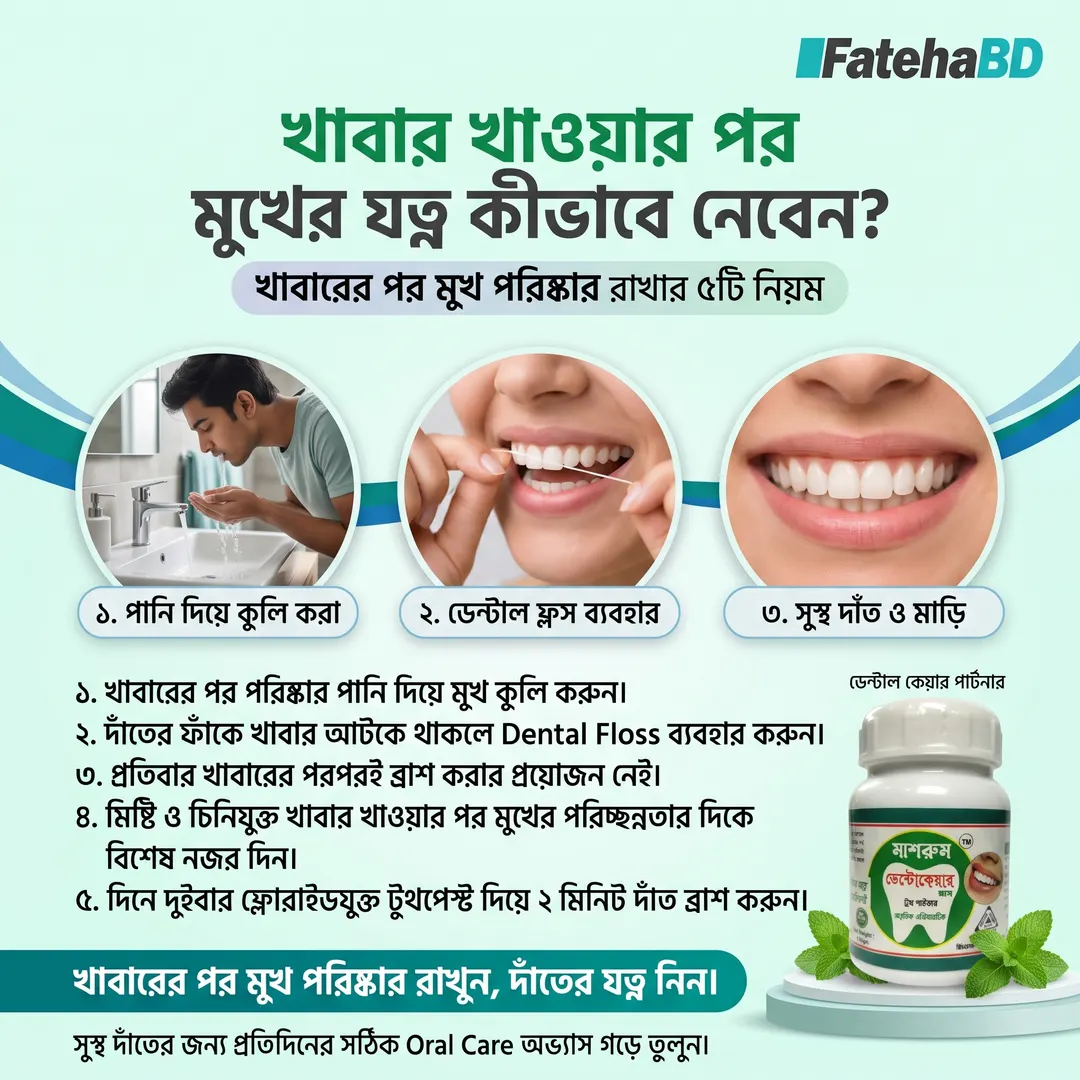 FatehaBD
খাবার খাওয়ার পর
মুখের যত্ন কীভাবে নেবেন?
খাবারের পর মুখ পরিষ্কার রাখার ৫টি নিয়ম
১. পানি দিয়ে কুলি করা
২. ডেন্টাল ফ্লস ব্যবহার
৩. সুস্থ দাঁত ও মাড়ি
১. খাবারের পর পরিষ্কার পানি দিয়ে মুখ কুলি করুন।
২. দাঁতের ফাঁকে খাবার আটকে থাকলে Dental Floss ব্যবহার করুন।
৩. প্রতিবার খাবারের পরপরই ব্রাশ করার প্রয়োজন নেই।
৪. মিষ্টি ও চিনিযুক্ত খাবার খাওয়ার পর মুখের পরিচ্ছন্নতার দিকে
বিশেষ নজর দিন।
৫. দিনে দুইবার ফ্লোরাইডযুক্ত টুথপেস্ট দিয়ে ২ মিনিট দাঁত ব্রাশ করুন।
ডেন্টাল কেয়ার পার্টনার
মাশরুম
TM
ডেন্টোকেয়ার
প্লাস
টুথ পাউডার
খাবারের পর মুখ পরিষ্কার রাখুন, দাঁতের যত্ন নিন।
সুস্থ দাঁতের জন্য প্রতিদিনের সঠিক Oral Care অভ্যাস গড়ে তুলুন।